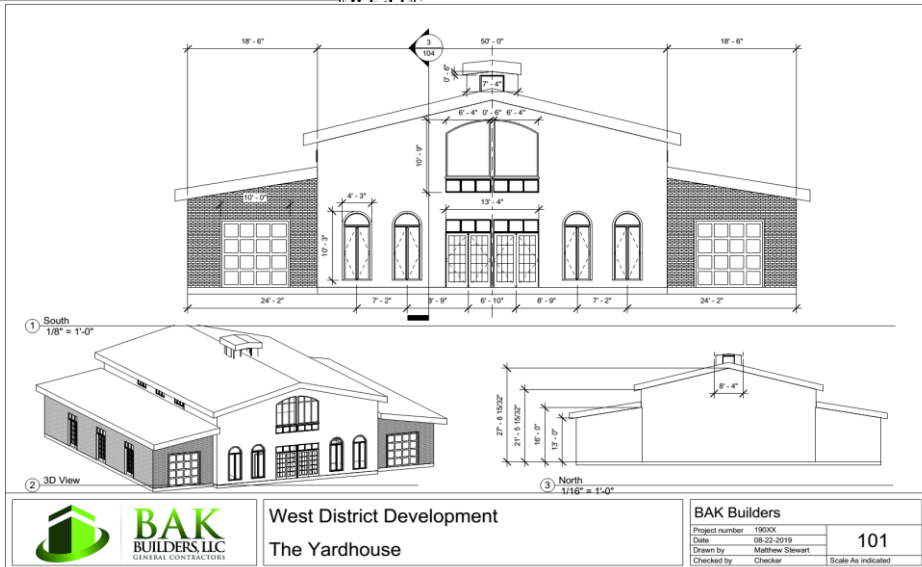 18' - 6"
50' - 0"
18' - 6"
3
104
0' - 6"
7' - 4"
6' - 4"
0' - 6"
6' - 4"
10' - 9"
10' - 0"
4' - 3"
13' - 4"
10' - 3"
24' - 2"
7' - 2"
8' - 9"
6' - 10"
8' - 9"
7' - 2"
24' - 2"
1 South
1/8" = 1'-0"
27' - 8 15/32"
21' - 5 15/32"
16' - 0"
13' - 0"
8' - 4"
2 3D View
3 North
1/16" = 1'-0"
BAK
BUILDERS, LLC
GENERAL CONTRACTORS
West District Development
The Yardhouse
BAK Builders
Project number 190XX
Date 08-22-2019
Drawn by Matthew Stewart
Checked by Checker
101
Scale As indicated